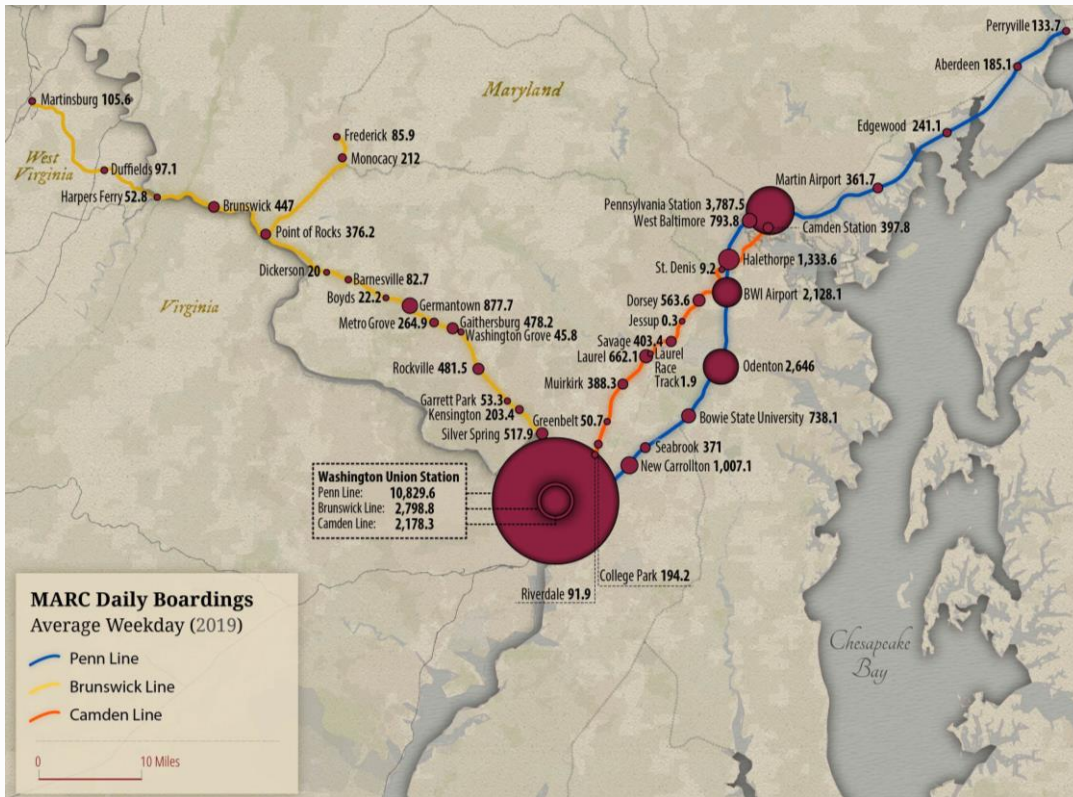 Perryville 133.7
Aberdeen 185.1
Maryland
Martinsburg 105.6
Edgewood 241.1
Frederick 85.9
Monocacy 212
West
Virginia
Duffields 97.1
Martin Airport 361.7
Harpers Ferry 52.8
Brunswick 447
Pennsylvania Station 3,787.5
West Baltimore 793.8
Camden Station 397.8
Point of Rocks 376.2
Halethorpe 1,333.6
St. Denis 9.2
Dickerson 20
Barnesville 82.7
BWI Airport 2,128.1
Virginia
Boyds 22.2
Germantown 877.7
Dorsey 563.6
Metro Grove 264.9
Gaithersburg 478.2
Washington Grove 45.8
Jessup 0.3
Savage 403.4
Laurel 662.1
Laurel
Race
Track 1.9
Rockville 481.5
Odenton 2,646
Muirkirk 388.3
Garrett Park 53.3
Kensington 203.4
Greenbelt 50.7
Bowie State University 738.1
Silver Spring 517.9
Seabrook 371
New Carrollton 1,007.1
Washington Union Station
Penn Line: 10,829.6
Brunswick Line: 2,798.8
Camden Line: 2,178.3
College Park 194.2
Riverdale 91.9
MARC Daily Boardings
Average Weekday (2019)
Penn Line
Brunswick Line
Camden Line
0 10 Miles
Chesapeake
Bay